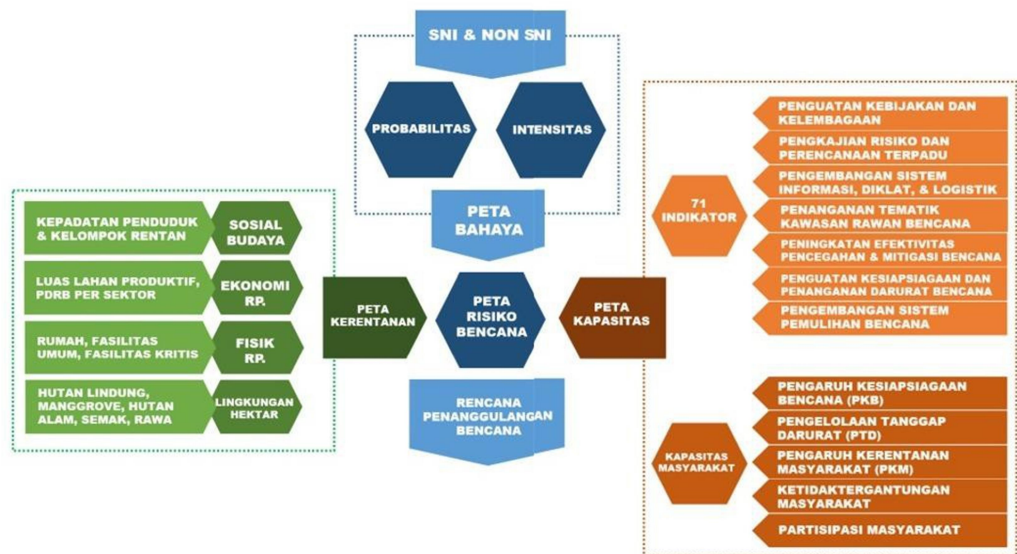 SNI & NON SNI
PROBABILITAS
INTENSITAS
PETA
BAHAYA
KEPADATAN PENDUDUK
& KELOMPOK RENTAN
SOSIAL
BUDAYA
LUAS LAHAN PRODUKTIF,
PDRB PER SEKTOR
EKONOMI
RP.
RUMAH, FASILITAS
UMUM, FASILITAS KRITIS
FISIK
RP.
HUTAN LINDUNG,
MANGGROVE, HUTAN
ALAM, SEMAK, RAWA
LINGKUNGAN
HEKTAR
PETA
KERENTANAN
PETA
RISIKO
BENCANA
PETA
KAPASITAS
RENCANA
PENANGGULANGAN
BENCANA
71
INDIKATOR
PENGUATAN KEBIJAKAN DAN
KELEMBAGAAN
PENGKAJIAN RISIKO DAN
PERENCANAAN TERPADU
PENGEMBANGAN SISTEM
INFORMASI, DIKLAT, & LOGISTIK
PENANGANAN TEMATIK
KAWASAN RAWAN BENCANA
PENINGKATAN EFEKTIVITAS
PENCEGAHAN & MITIGASI BENCANA
PENGUATAN KESIAPSIAGAAN DAN
PENANGANAN DARURAT BENCANA
PENGEMBANGAN SISTEM
PEMULIHAN BENCANA
KAPASITAS
MASYARAKAT
PENGARUH KESIAPSIAGAAN
BENCANA (PKB)
PENGELOLAAN TANGGAP
DARURAT (PTD)
PENGARUH KERENTANAN
MASYARAKAT (PKM)
KETIDAKTERGANTUNGAN
MASYARAKAT
PARTISIPASI MASYARAKAT